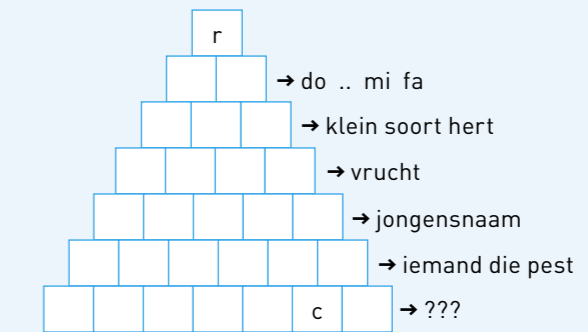 r
→ do .. mi fa
→ klein soort hert
→ vrucht
→ jongensnaam
→ iemand die pest
c → ???